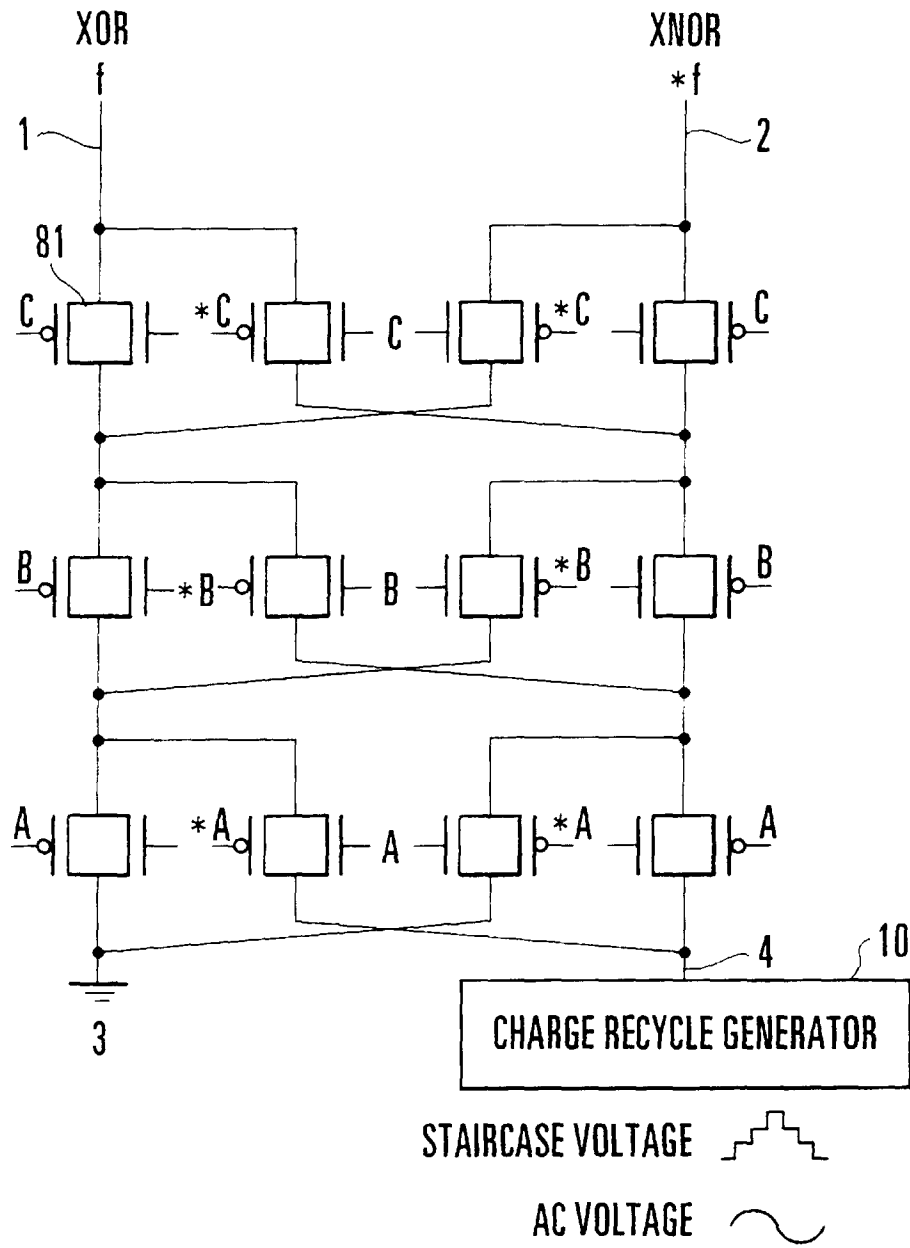 XOR XNOR
f *f
1 2
81
C *C C *C C
B *B B *B B
A *A A *A A
4 10
3 CHARGE RECYCLE GENERATOR
STAIRCASE VOLTAGE
AC VOLTAGE